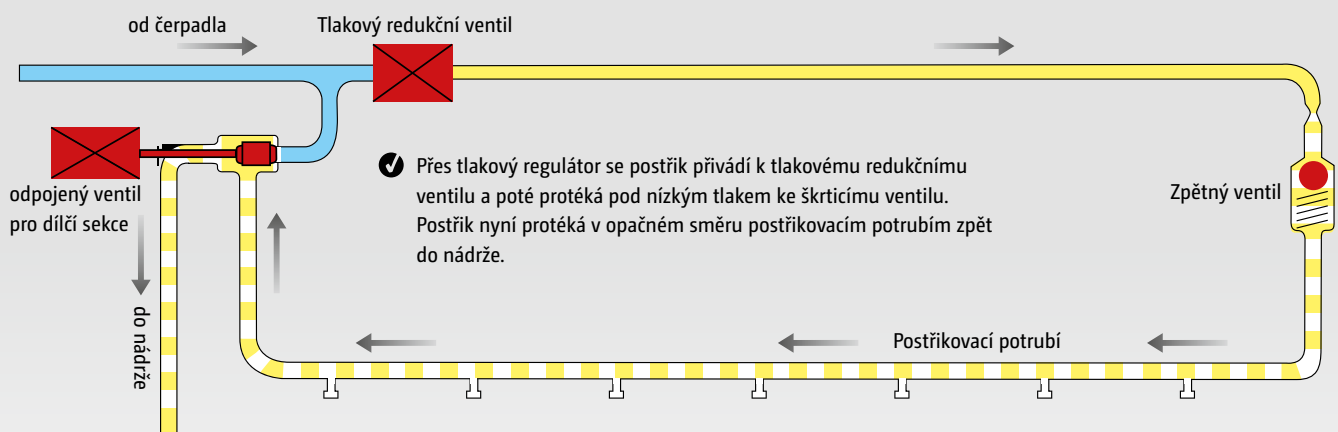 od čerpadla
Tlakový redukční ventil
odpojený ventil
pro dílčí sekce
Přes tlakový regulátor se postřik přivádí k tlakovému redukčnímu
ventilu a poté protéká pod nízkým tlakem ke škrticímu ventilu.
Postřik nyní protéká v opačném směru postřikovacím potrubím zpět
do nádrže.
Zpětný ventil
do nádrže
Postřikovací potrubí